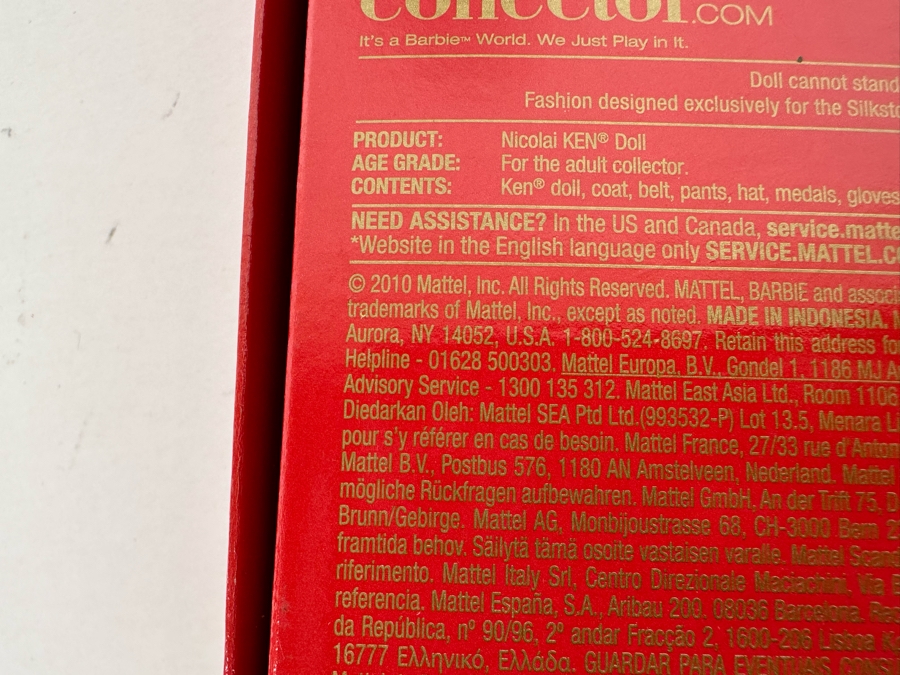 collector.COM
It's a Barbie™ World. We Just Play in It.
Doll cannot stand
Fashion designed exclusively for the Silksto
PRODUCT: Nicolai KEN® Doll
AGE GRADE: For the adult collector.
CONTENTS: Ken® doll, coat, belt, pants, hat, medals, gloves
NEED ASSISTANCE? In the US and Canada, service.matte
*Website in the English language only SERVICE.MATTEL.CO
© 2010 Mattel, Inc. All Rights Reserved. MATTEL, BARBIE and associ
trademarks of Mattel, Inc., except as noted. MADE IN INDONESIA.
Aurora, NY 14052, U.S.A. 1-800-524-8697. Retain this address fo
Helpline - 01628 500303. Mattel Europa, B.V., Gondel 1, 1186 MJ A
Advisory Service - 1300 135 312. Mattel East Asia Ltd., Room 1106
Diedarkan Oleh: Mattel SEA Ptd Ltd.(993532-P) Lot 13.5, Menara Li
pour s'y référer en cas de besoin. Mattel France, 27/33 rue d'Anton
Mattel B.V., Postbus 576, 1180 AN Amstelveen, Nederland. Mattel
mögliche Rückfragen aufbewahren. Mattel GmbH, An der Trift 75, D
Brunn/Gebirge. Mattel AG, Monbijoustrasse 68, CH-3000 Bern 2
framtida behov. Säilytä tämä osoite vastaisen varalle. Mattel Scand
riferimento. Mattel Italy Srl, Centro Direzionale Maciachini, Via B
referencia. Mattel España, S.A., Aribau 200. 08036 Barcelona. Re
da República, nº 90/96, 2º andar Fracção 2, 1600-206 Lisboa
16777 Ελληνικό, Ελλάδα. GUARDAR PARA EVENTUAIS CONS